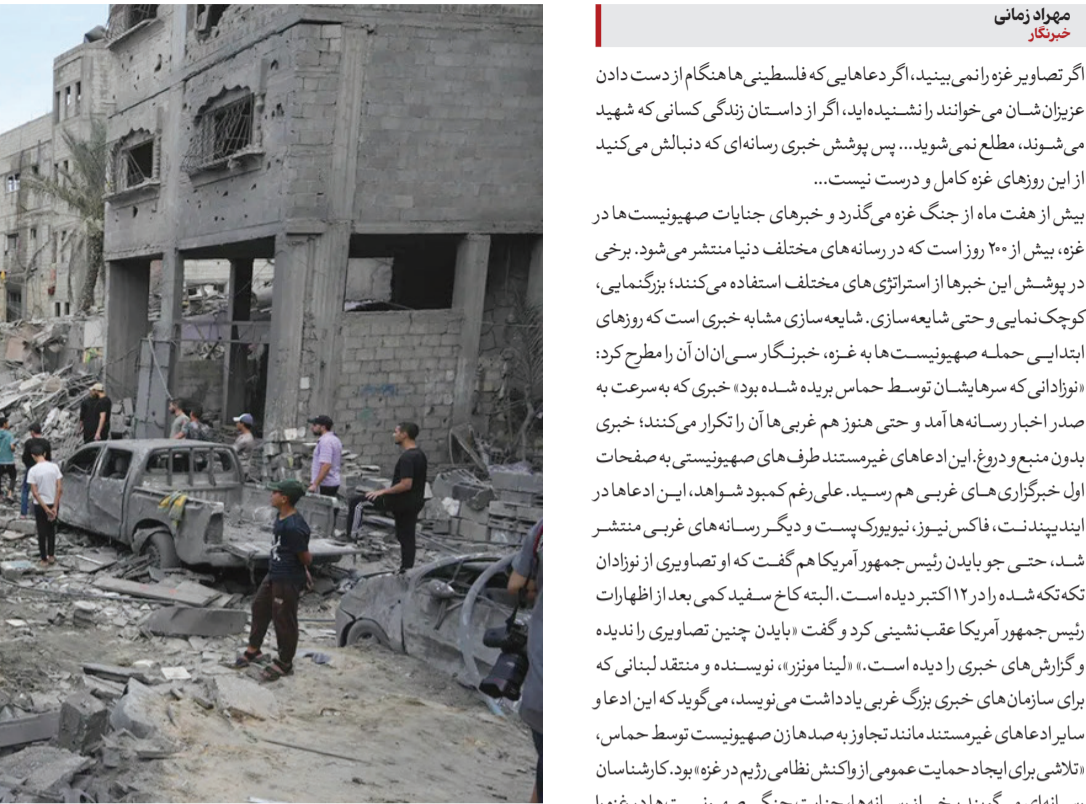 مهراد زمانی
خبرنگار
اگر تصاویر غزه را نمی‌بینید، اگر دعاهایی که فلسطینی‌ها هنگام از دست دادن
عزیزان‌شان می‌خوانند را نشنیده‌اید، اگر از داستان زندگی کسانی که شهید
می‌شوند، مطلع نمی‌شوید... پس پوشش خبری رسانه‌ای که دنبالش می‌کنید
از این روزهای غزه کامل و درست نیست...
بیش از هفت ماه از جنگ غزه می‌گذرد و خبرهای جنایات صهیونیست‌ها در
غزه، بیش از ۲۰۰ روز است که در رسانه‌های مختلف دنیا منتشر می‌شود. برخی
در پوشش این خبرها از استراتژی‌های مختلف استفاده می‌کنند؛ بزرگنمایی،
کوچک‌نمایی و حتی شایعه‌سازی. شایعه‌سازی مشابه خبری است که روزهای
ابتدایی حمله صهیونیست‌ها به غزه، خبرنگار سی‌ان‌ان آن را مطرح کرد:
«نوزادانی که سرهایشان توسط حماس بریده شده بود» خبری که به‌سرعت به
صدر اخبار رسانه‌ها آمد و حتی هنوز هم غربی‌ها آن را تکرار می‌کنند؛ خبری
بدون منبع و دروغ. این ادعاهای غیرمستند طرف‌های صهیونیستی به صفحات
اول خبرگزاری‌های غربی هم رسید. علی‌رغم کمبود شواهد، این ادعاها در
ایندیپندنت، فاکس‌نیوز، نیویورک‌پست و دیگر رسانه‌های غربی منتشر
شد، حتی جو بایدن رئیس‌جمهور آمریکا هم گفت که او تصاویری از نوزادان
تکه‌تکه شده را در ۱۲ اکتبر دیده است. البته کاخ سفید کمی بعد از اظهارات
رئیس‌جمهور آمریکا عقب‌نشینی کرد و گفت «بایدن چنین تصاویری را ندیده
و گزارش‌های خبری را دیده است.» «لینا مونزر»، نویسنده و منتقد لبنانی که
برای سازمان‌های خبری بزرگ غربی یادداشت می‌نویسد، می‌گوید که این ادعا و
سایر ادعاهای غیرمستند مانند تجاوز به صدها زن صهیونیست توسط حماس،
«تلاشی برای ایجاد حمایت عمومی از واکنش نظامی رژیم در غزه» بود. کارشناسان